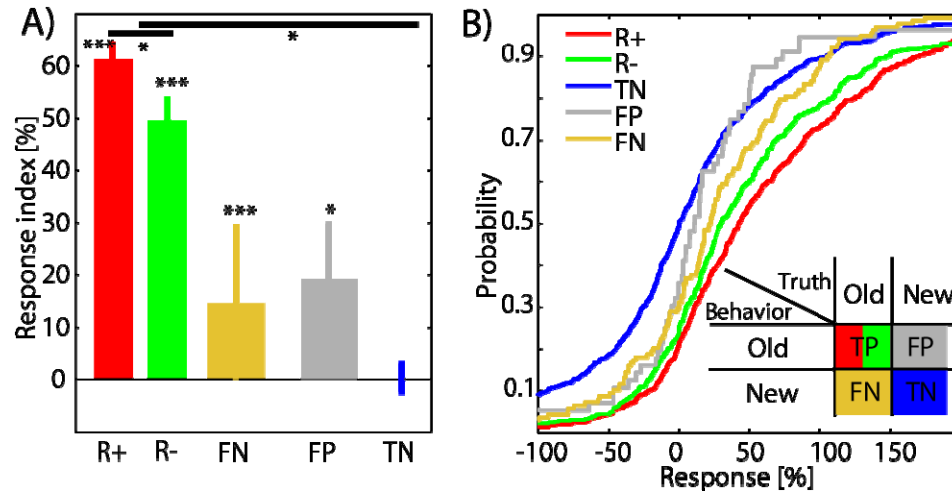 A)
***
*
***
***
*
*
Response index [%]
60
50
40
30
20
10
0
R+
R-
FN
FP
TN
B)
R+
R-
TN
FP
FN
Probability
0.9
0.7
0.5
0.3
0.1
-100
-50
0
50
100
150
Response [%]
Truth
Behavior
Old
New
Old
TP
FP
New
FN
TN